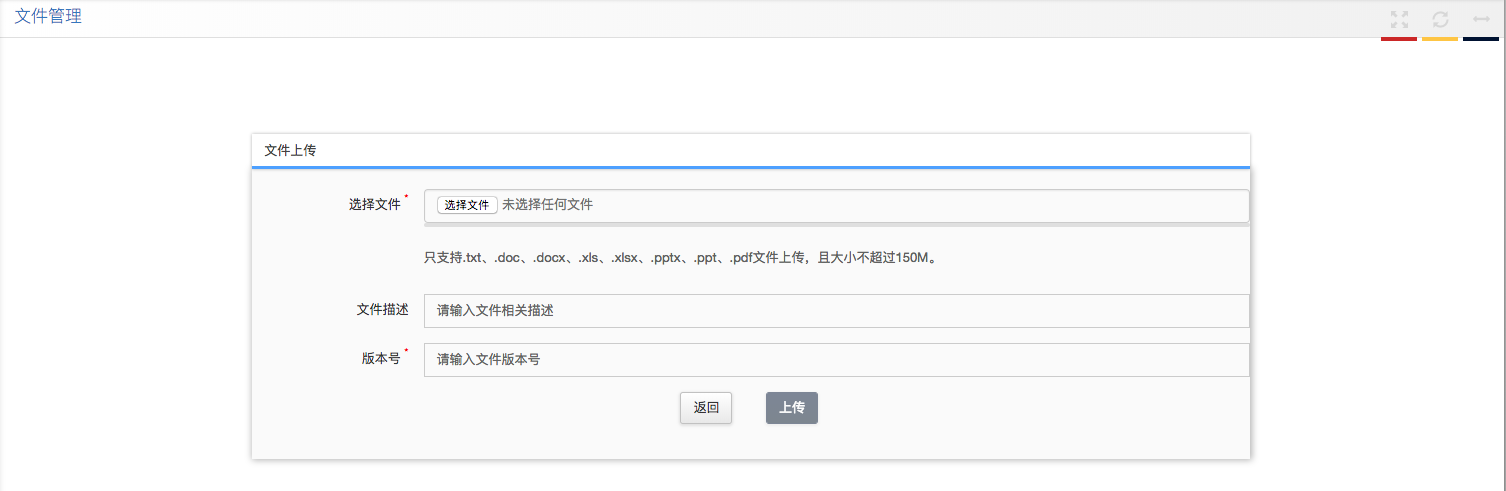 文件管理
文件上传
选择文件 * 选择文件 未选择任何文件
只支持.txt、.doc、.docx、.xls、.xlsx、.pptx、.ppt、.pdf文件上传，且大小不超过150M。
文件描述 请输入文件相关描述
版本号 * 请输入文件版本号
返回 上传